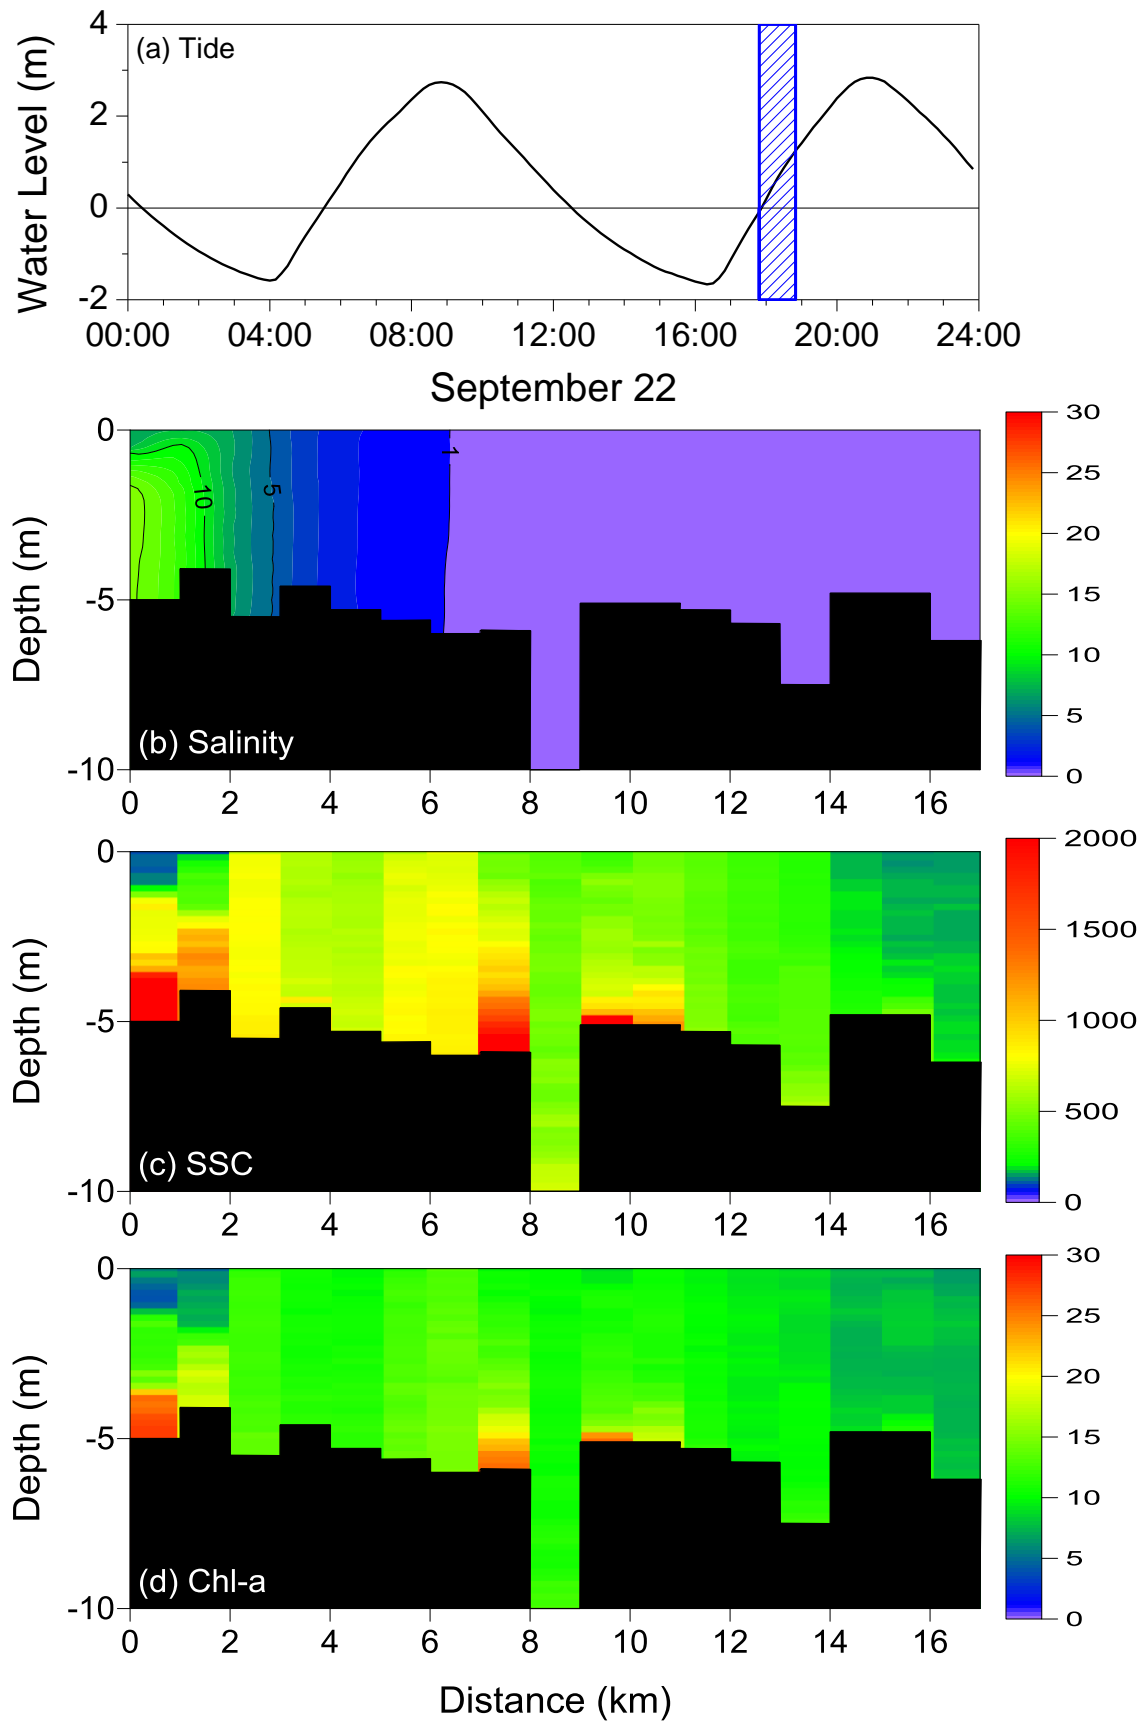 (a) Tide
Water Level (m)
4
2
0
-2
00:00 04:00 08:00 12:00 16:00 20:00 24:00
September 22
Depth (m)
0
-5
-10
10
5
1
(b) Salinity
0 2 4 6 8 10 12 14 16
30
25
20
15
10
5
0
Depth (m)
0
-5
-10
(c) SSC
0 2 4 6 8 10 12 14 16
2000
1500
1000
500
0
Depth (m)
0
-5
-10
(d) Chl-a
0 2 4 6 8 10 12 14 16
30
25
20
15
10
5
0
Distance (km)